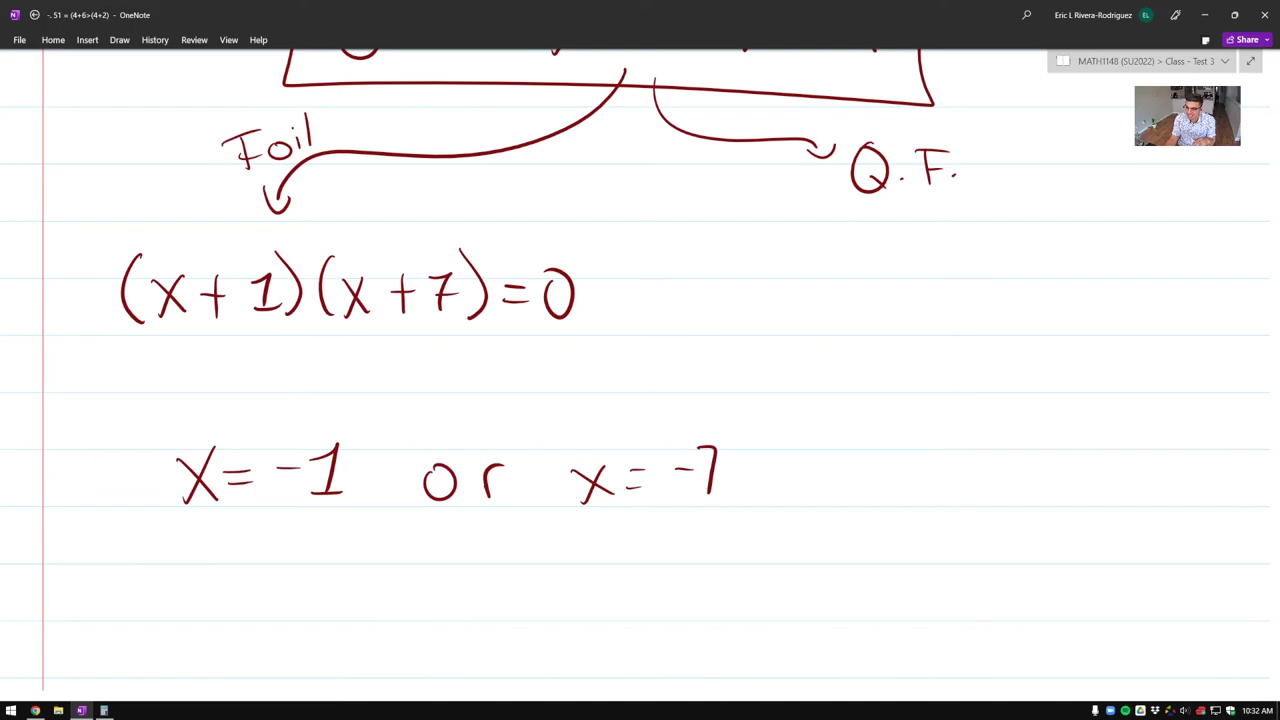 -. 51 = (4+6>(4+2) - OneNote
Eric L Rivera-Rodriguez
EL
File Home Insert Draw History Review View Help
Share
MATH1148 (SU2022) > Class - Test 3
Foil
Q.F.
(x+1)(x+7)=0
x=-1 or x=-7
10:32 AM